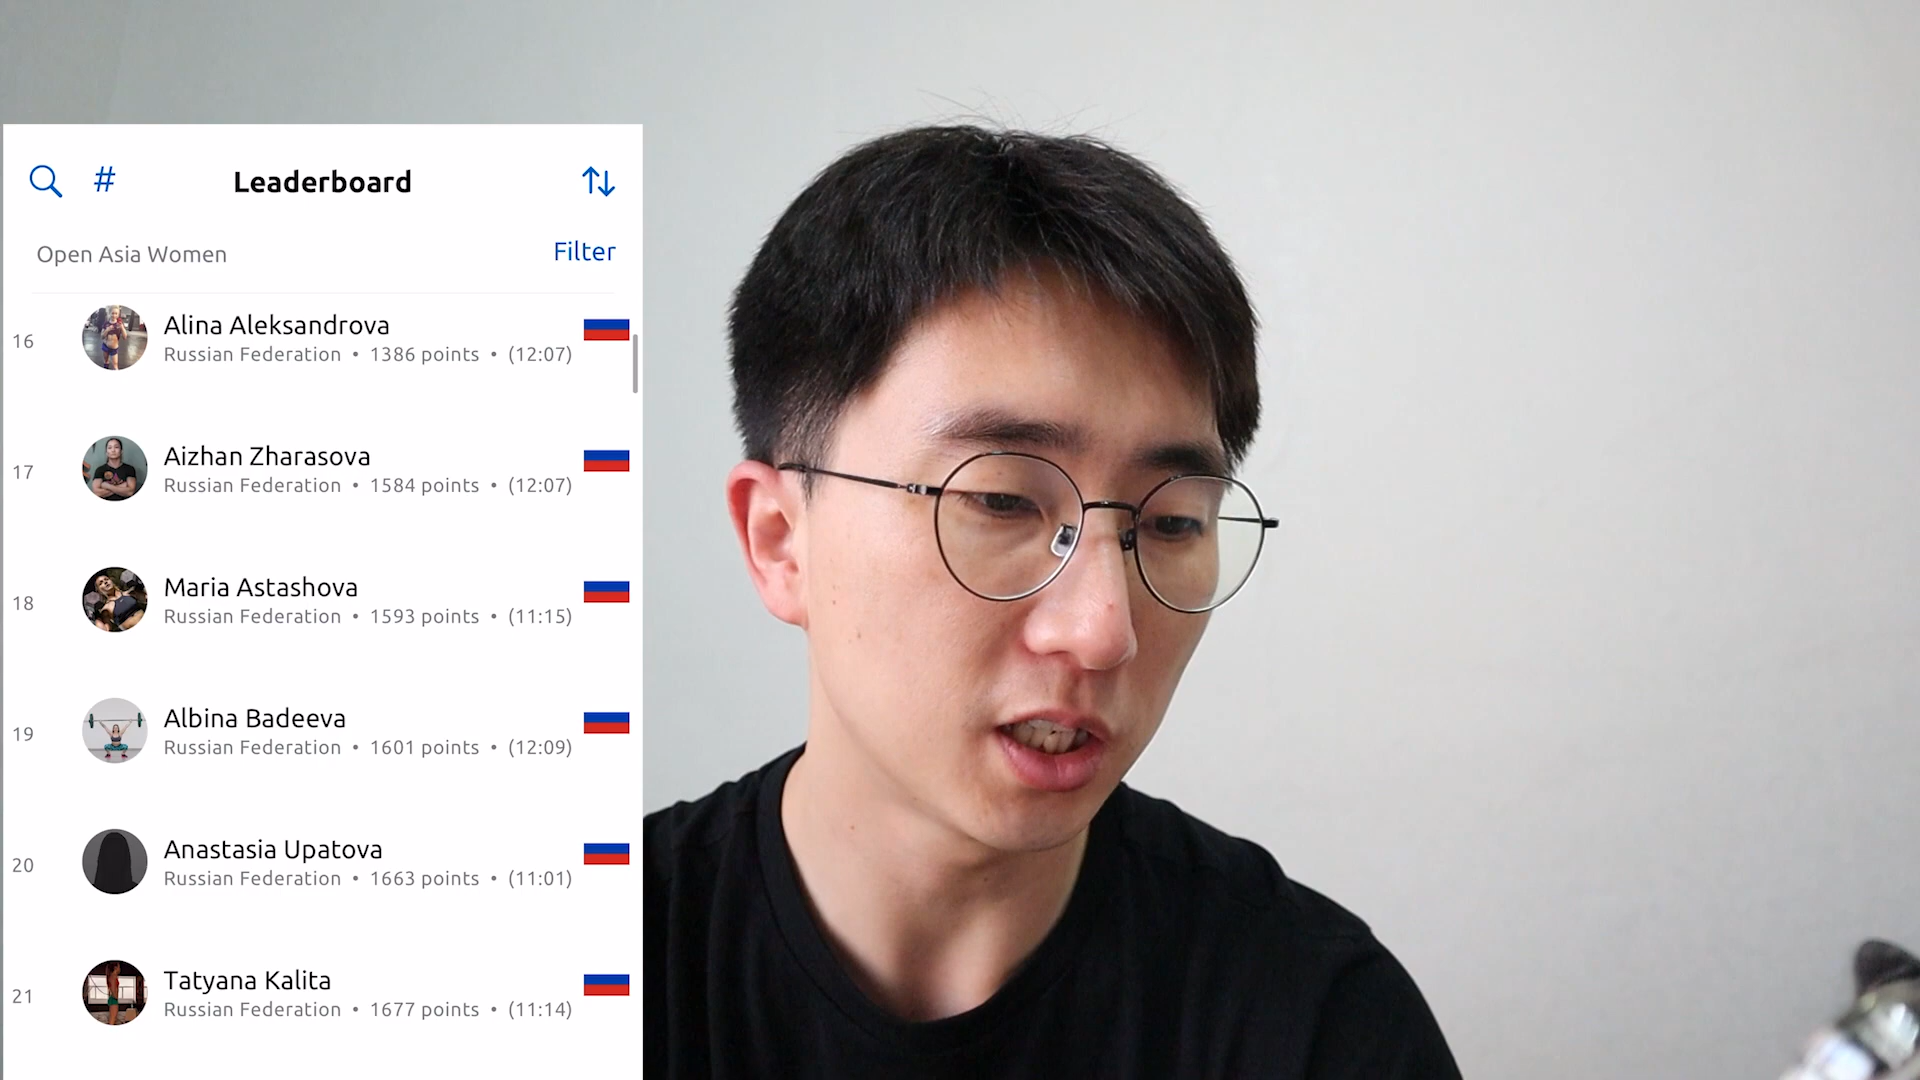 # Leaderboard
Open Asia Women Filter
16 Alina Aleksandrova
Russian Federation • 1386 points • (12:07)
17 Aizhan Zharasova
Russian Federation • 1584 points • (12:07)
18 Maria Astashova
Russian Federation • 1593 points • (11:15)
19 Albina Badeeva
Russian Federation • 1601 points • (12:09)
20 Anastasia Upatova
Russian Federation • 1663 points • (11:01)
21 Tatyana Kalita
Russian Federation • 1677 points • (11:14)